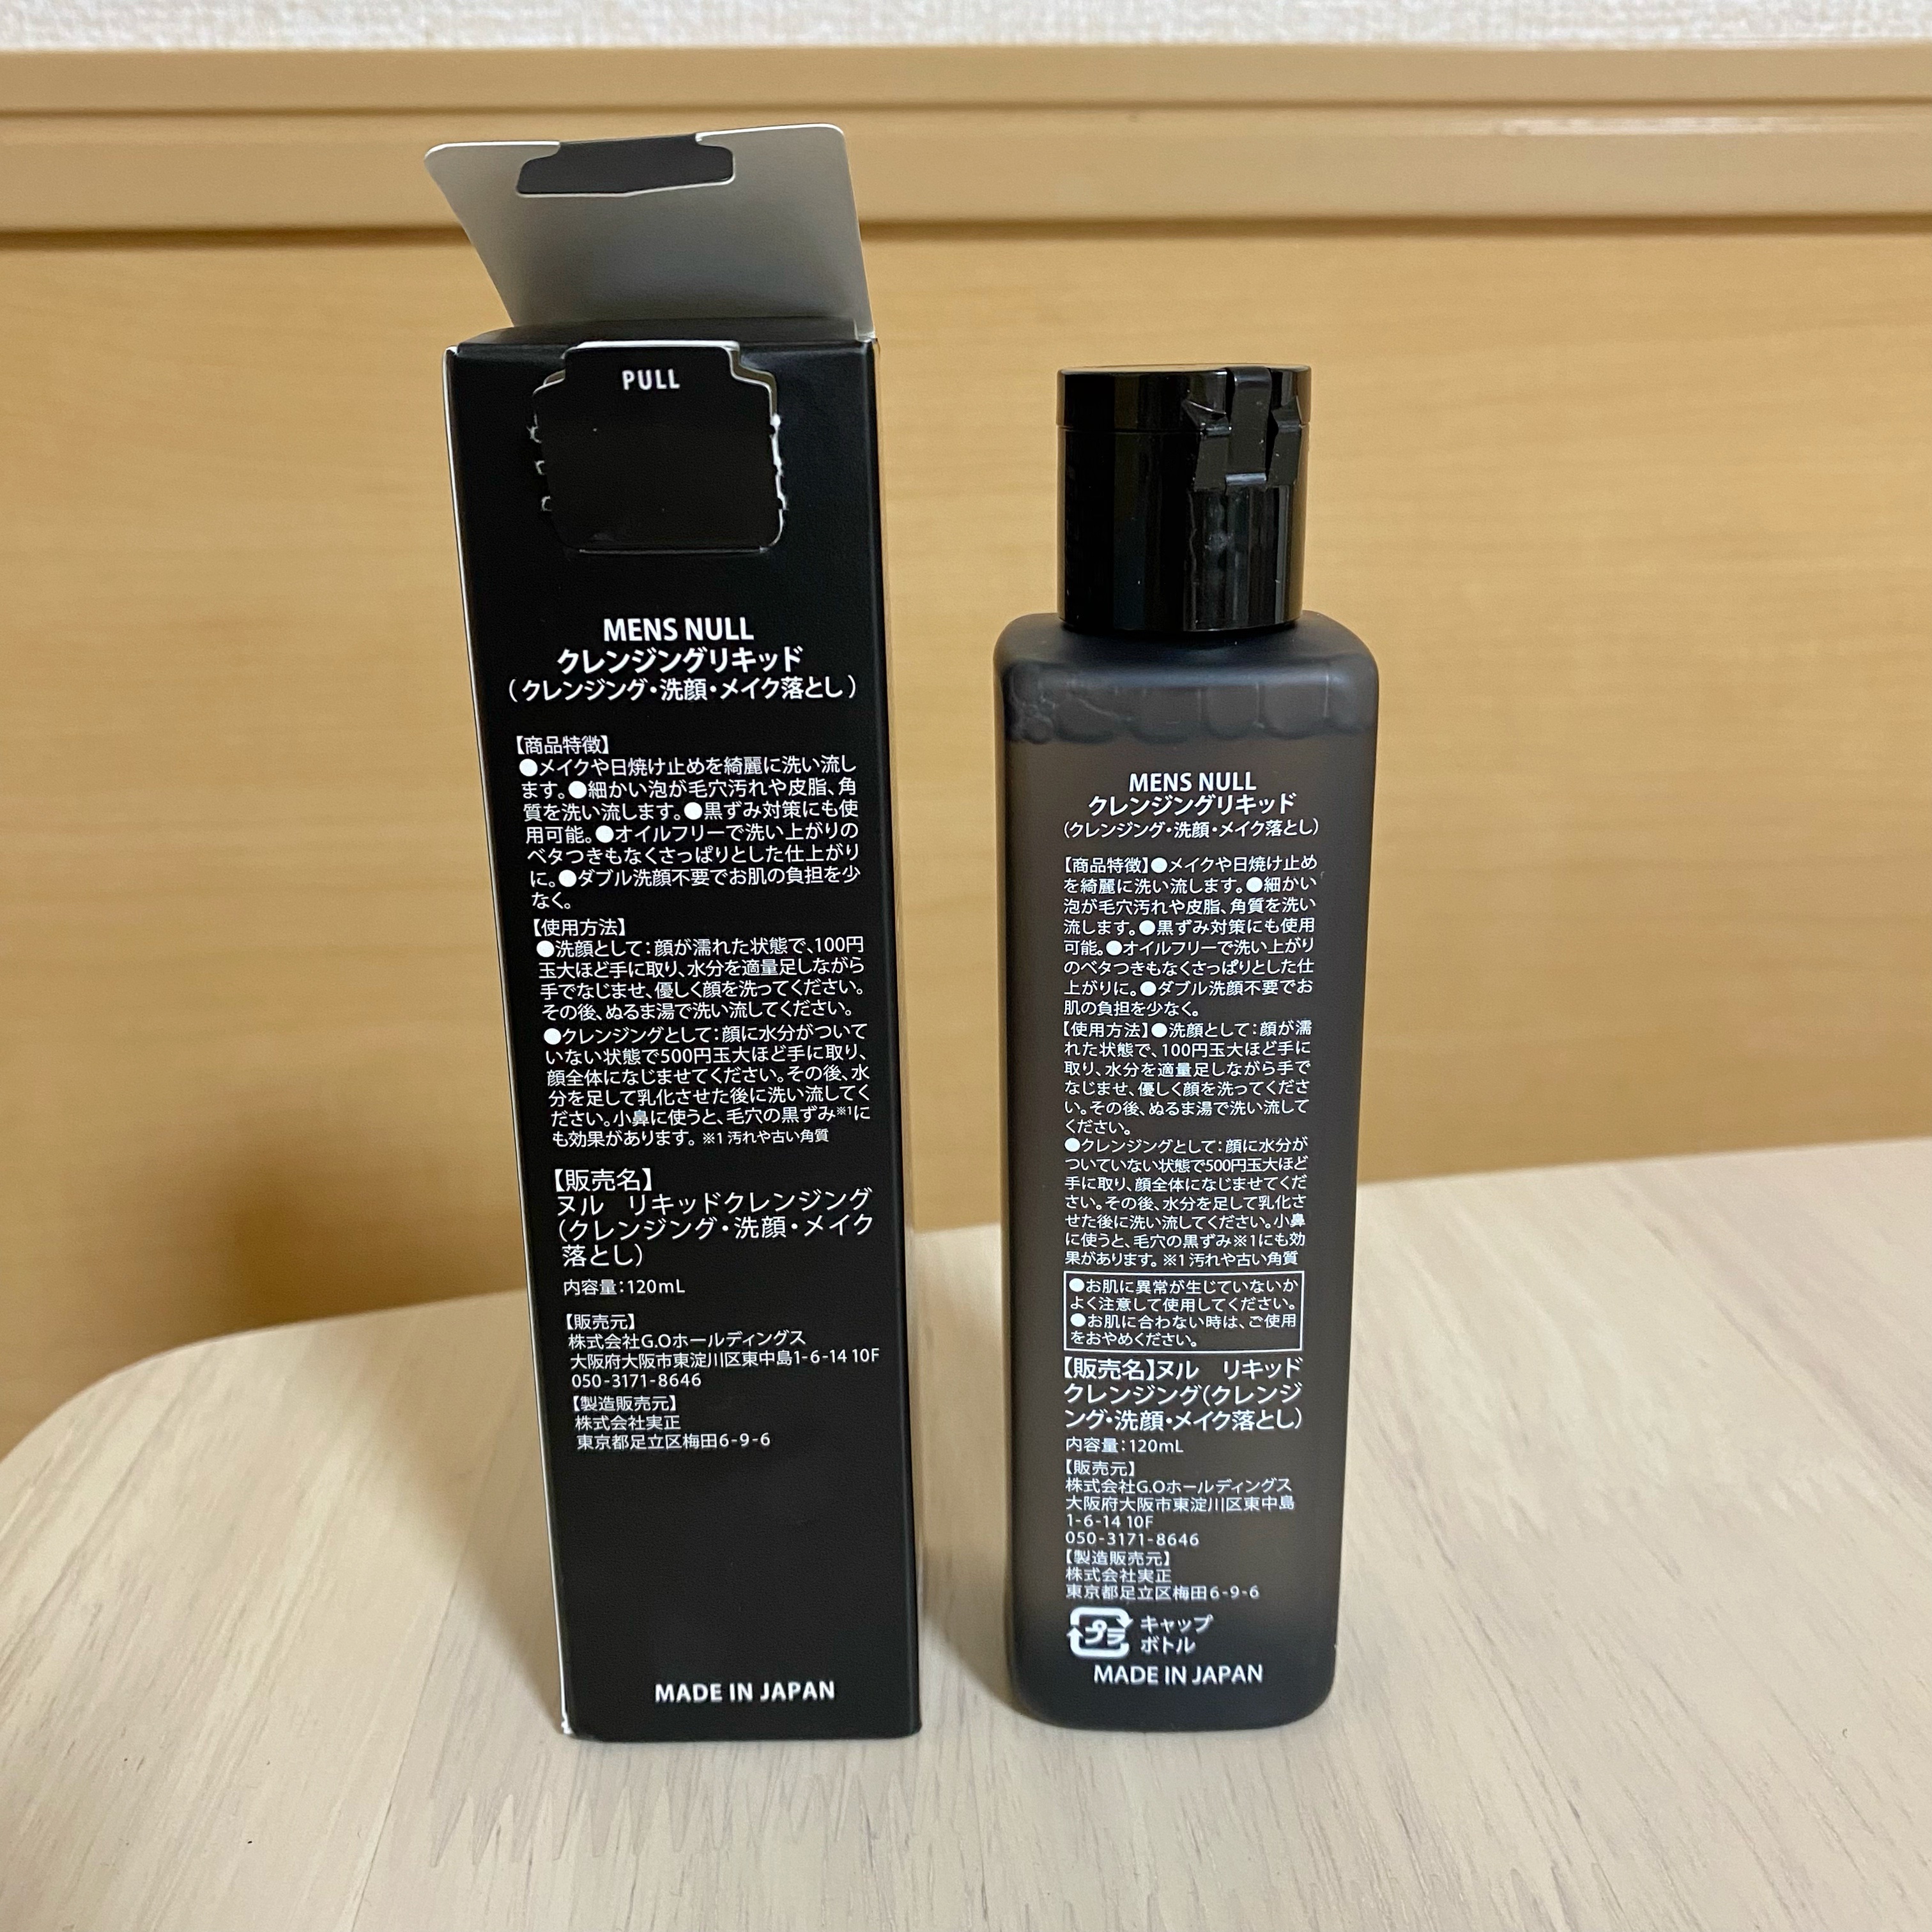 PULL
MENS NULL
クレンジングリキッド
（クレンジング・洗顔・メイク落とし）
【商品特徴】
●メイクや日焼け止めを綺麗に洗い流し
ます。●細かい泡が毛穴汚れや皮脂、角
質を洗い流します。●黒ずみ対策にも使
用可能。●オイルフリーで洗い上がりの
ベタつきもなくさっぱりとした仕上がり
に。●ダブル洗顔不要でお肌の負担を少
なく。
【使用方法】
●洗顔として：顔が濡れた状態で、100円
玉大ほど手に取り、水分を適量足しながら
手でなじませ、優しく顔を洗ってください。
その後、ぬるま湯で洗い流してください。
●クレンジングとして：顔に水分がついて
いない状態で500円玉大ほど手に取り、
顔全体になじませてください。その後、水
分を足して乳化させた後に洗い流してく
ださい。小鼻に使うと、毛穴の黒ずみ※1に
も効果があります。 ※1 汚れや古い角質
【販売名】
ヌル　リキッドクレンジング
（クレンジング・洗顔・メイク
落とし）
内容量：120mL
【販売元】
株式会社G.Oホールディングス
大阪府大阪市東淀川区東中島1-6-14 10F
050-3171-8646
【製造販売元】
株式会社実正
東京都足立区梅田6-9-6
MADE IN JAPAN
MENS NULL
クレンジングリキッド
（クレンジング・洗顔・メイク落とし）
【商品特徴】●メイクや日焼け止め
を綺麗に洗い流します。●細かい
泡が毛穴汚れや皮脂、角質を洗い
流します。●黒ずみ対策にも使用
可能。●オイルフリーで洗い上がり
のベタつきもなくさっぱりとした仕
上がりに。●ダブル洗顔不要でお
肌の負担を少なく。
【使用方法】●洗顔として：顔が濡
れた状態で、100円玉大ほど手に
取り、水分を適量足しながら手で
なじませ、優しく顔を洗ってくださ
い。その後、ぬるま湯で洗い流して
ください。
●クレンジングとして：顔に水分が
ついていない状態で500円玉大ほど
手に取り、顔全体になじませてくだ
さい。その後、水分を足して乳化さ
せた後に洗い流してください。小鼻
に使うと、毛穴の黒ずみ※1にも効
果があります。※1 汚れや古い角質
●お肌に異常が生じていないか
よく注意して使用してください。
●お肌に合わない時は、ご使用
をおやめください。
【販売名】ヌル　リキッド
クレンジング（クレンジ
ング・洗顔・メイク落とし）
内容量：120mL
【販売元】
株式会社G.Oホールディングス
大阪府大阪市東淀川区東中島
1-6-14 10F
050-3171-8646
【製造販売元】
株式会社実正
東京都足立区梅田6-9-6
プラ キャップ
ボトル
MADE IN JAPAN